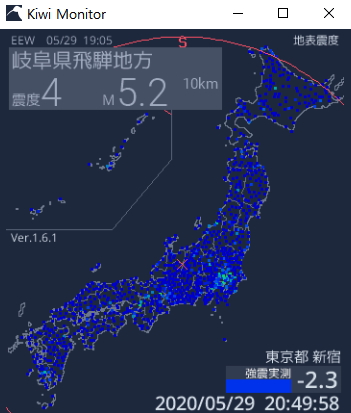 Kiwi Monitor
EEW 05/29 19:05
S
地表震度
岐阜県飛騨地方
震度4 M5.2 10km
Ver.1.6.1
東京都 新宿
強震実測
-2.3
2020/05/29 20:49:58